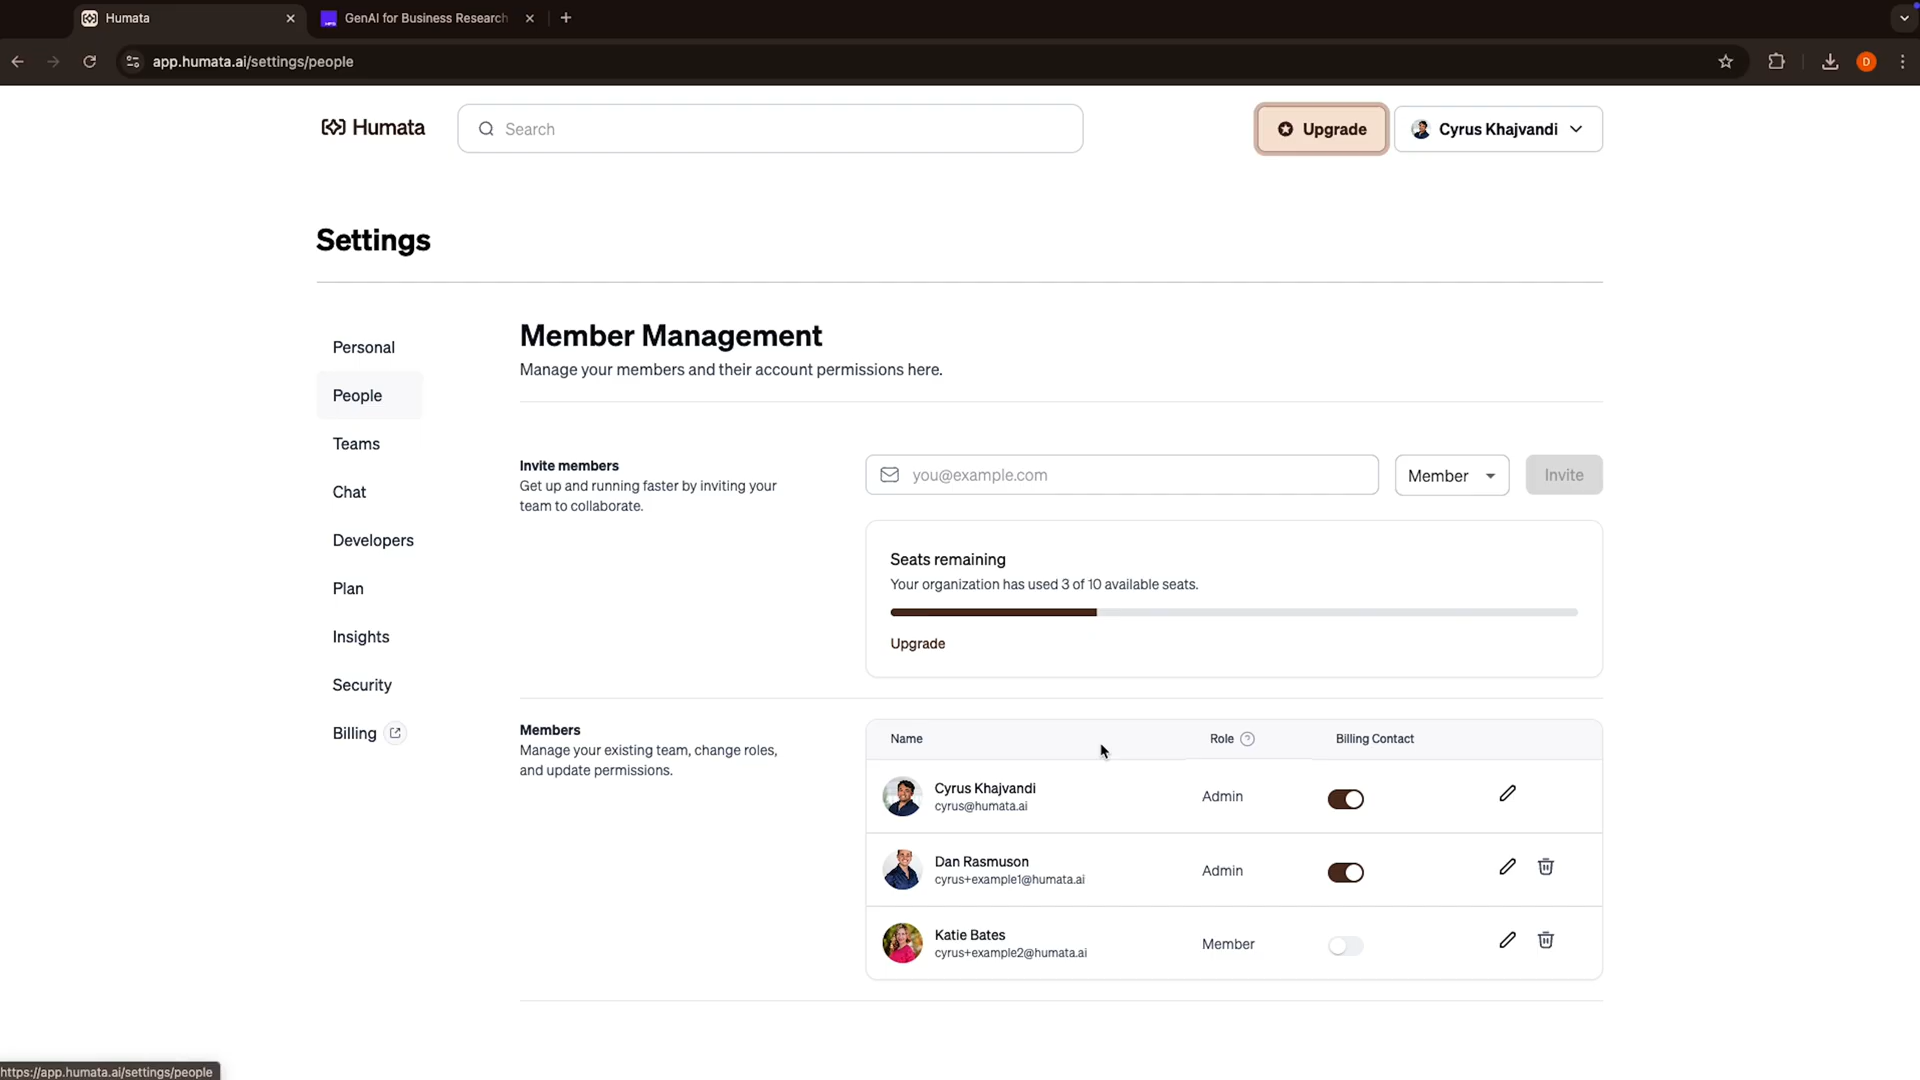 Humata
GenAI for Business Research
app.humata.ai/settings/people
D
Humata
Search
Upgrade
Cyrus Khajvandi
Settings
Personal
People
Teams
Chat
Developers
Plan
Insights
Security
Billing
Member Management
Manage your members and their account permissions here.
Invite members
Get up and running faster by inviting your
team to collaborate.
you@example.com
Member
Invite
Seats remaining
Your organization has used 3 of 10 available seats.
Upgrade
Members
Manage your existing team, change roles,
and update permissions.
Name
Role
Billing Contact
Cyrus Khajvandi
cyrus@humata.ai
Admin
Dan Rasmuson
cyrus+example1@humata.ai
Admin
Katie Bates
cyrus+example2@humata.ai
Member
https://app.humata.ai/settings/people